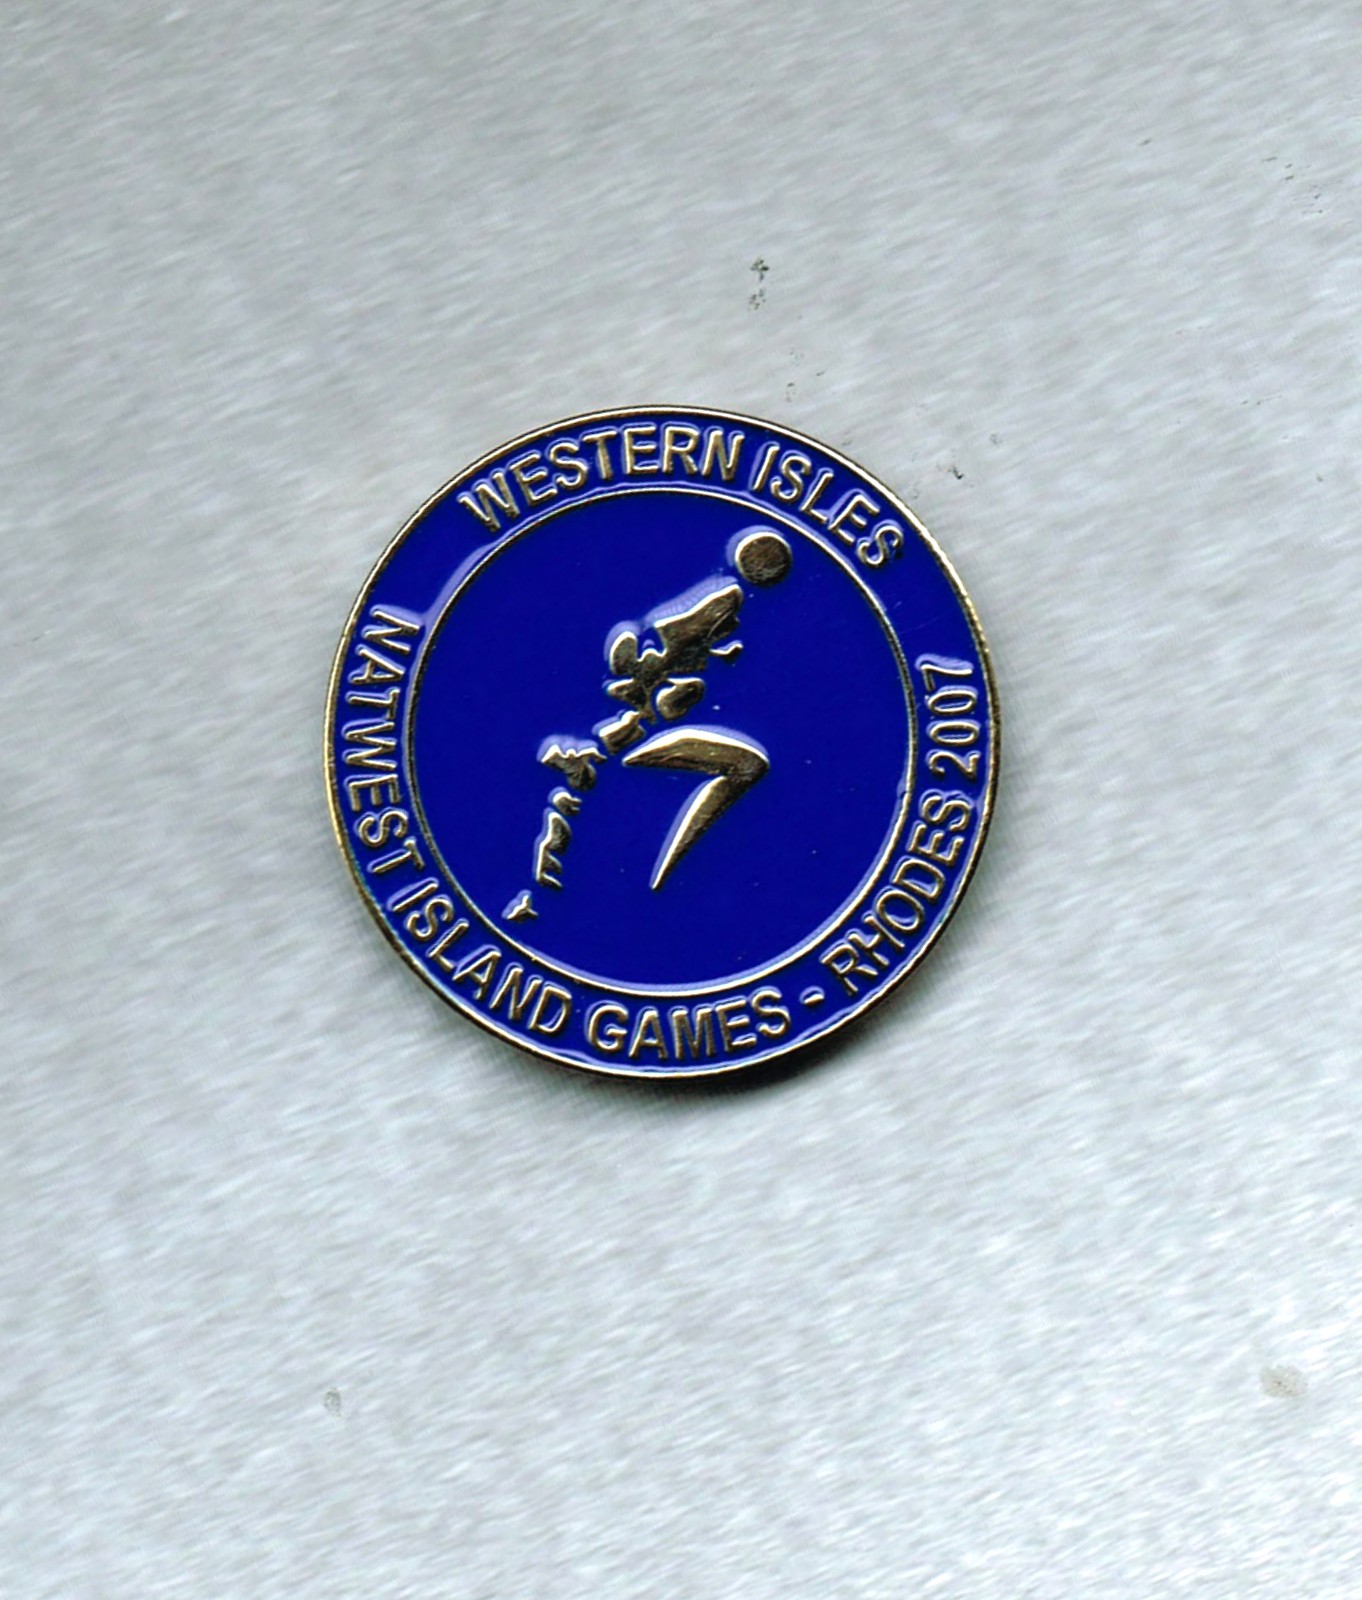 WESTERN ISLES
NATWEST ISLAND GAMES - RHODES 2007